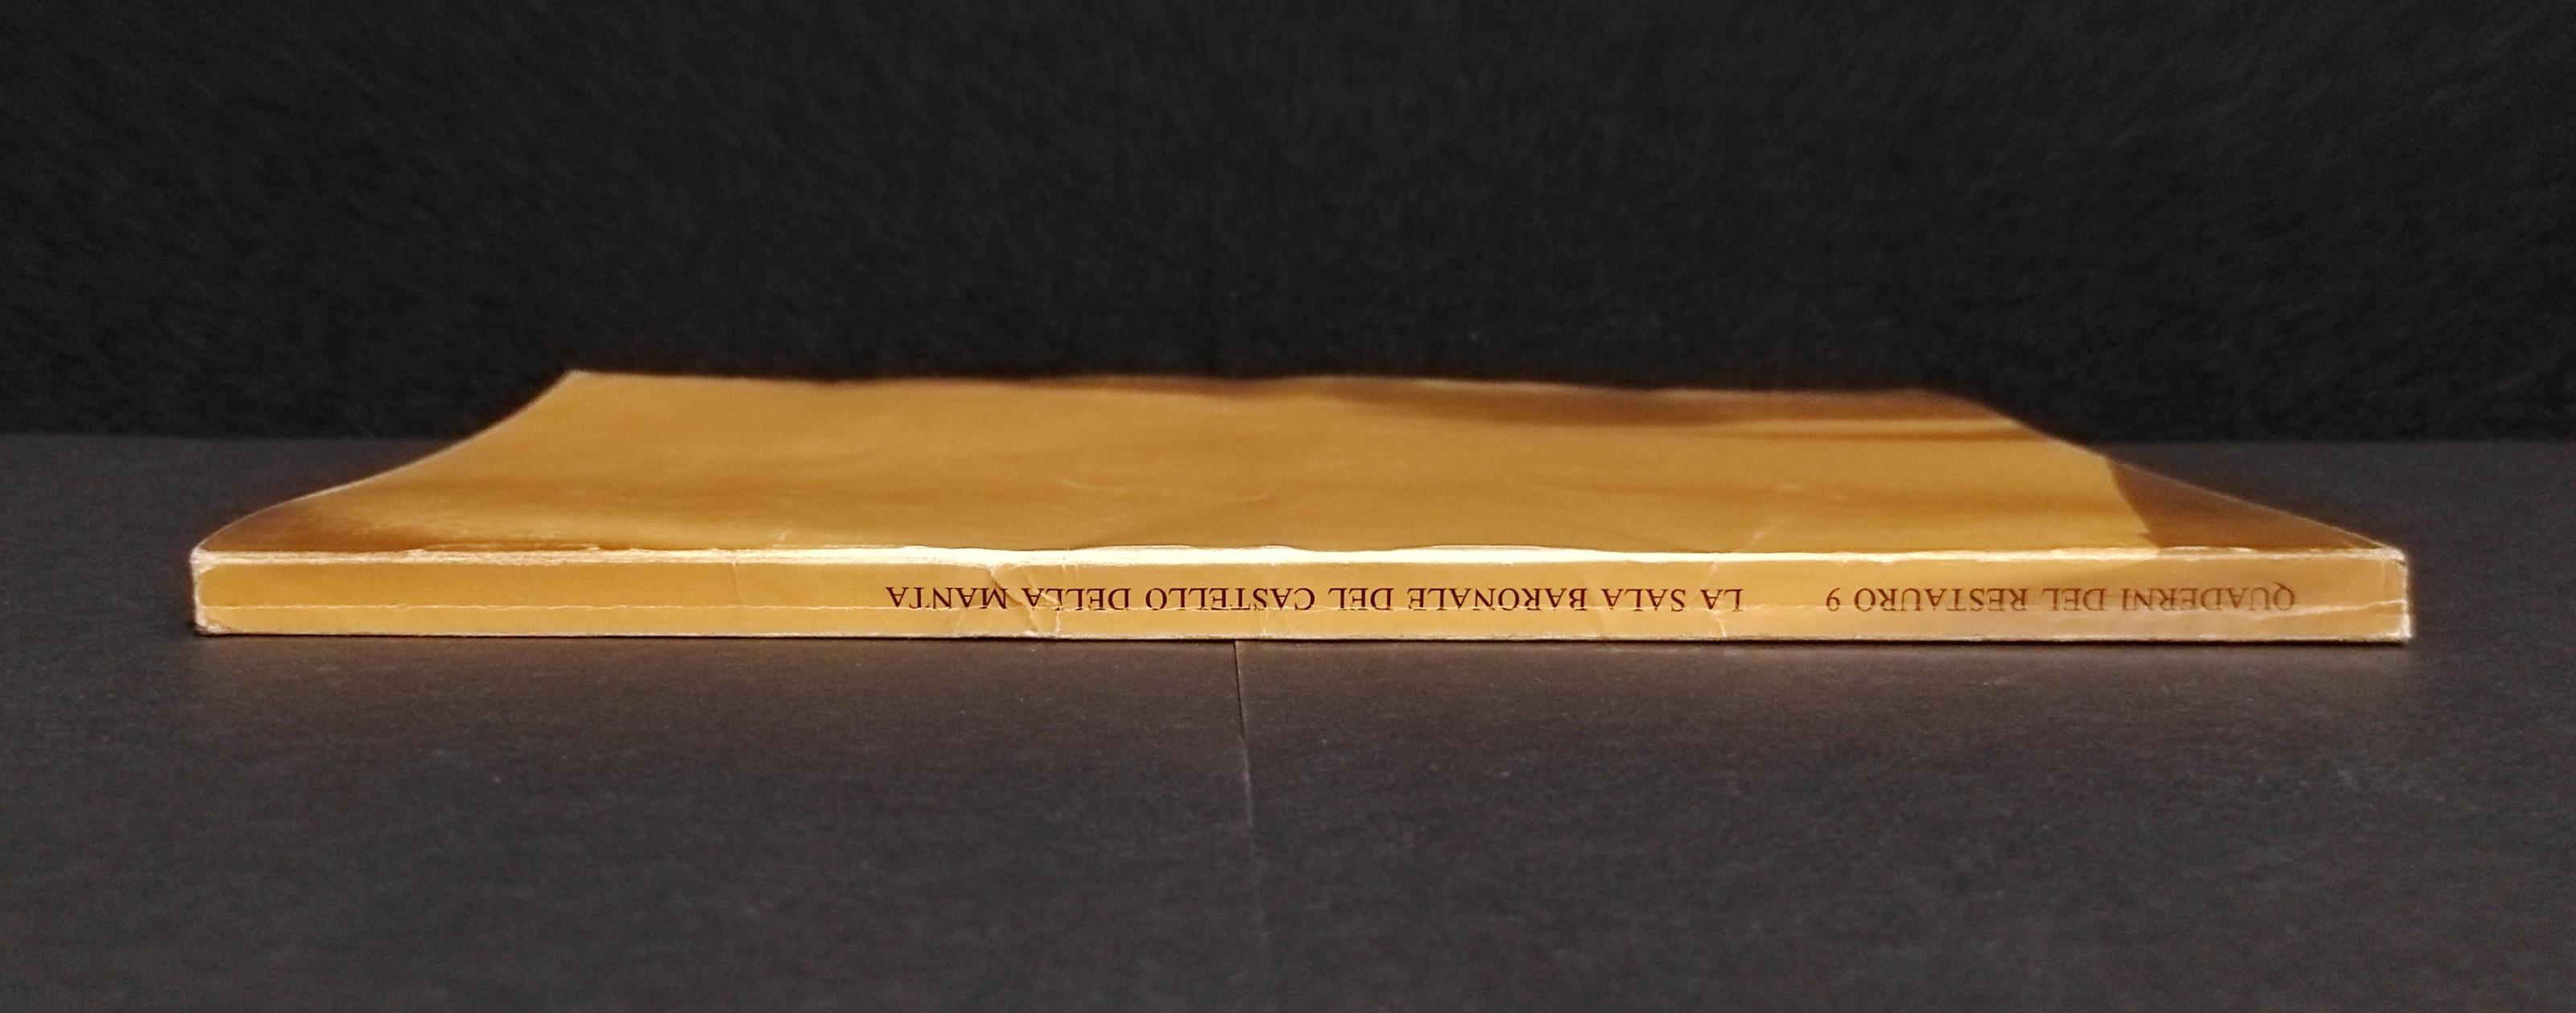 QUADERNI DEL RESTAURO 9 LA SALA BARONALE DEL CASTELLO DELLA MANTA